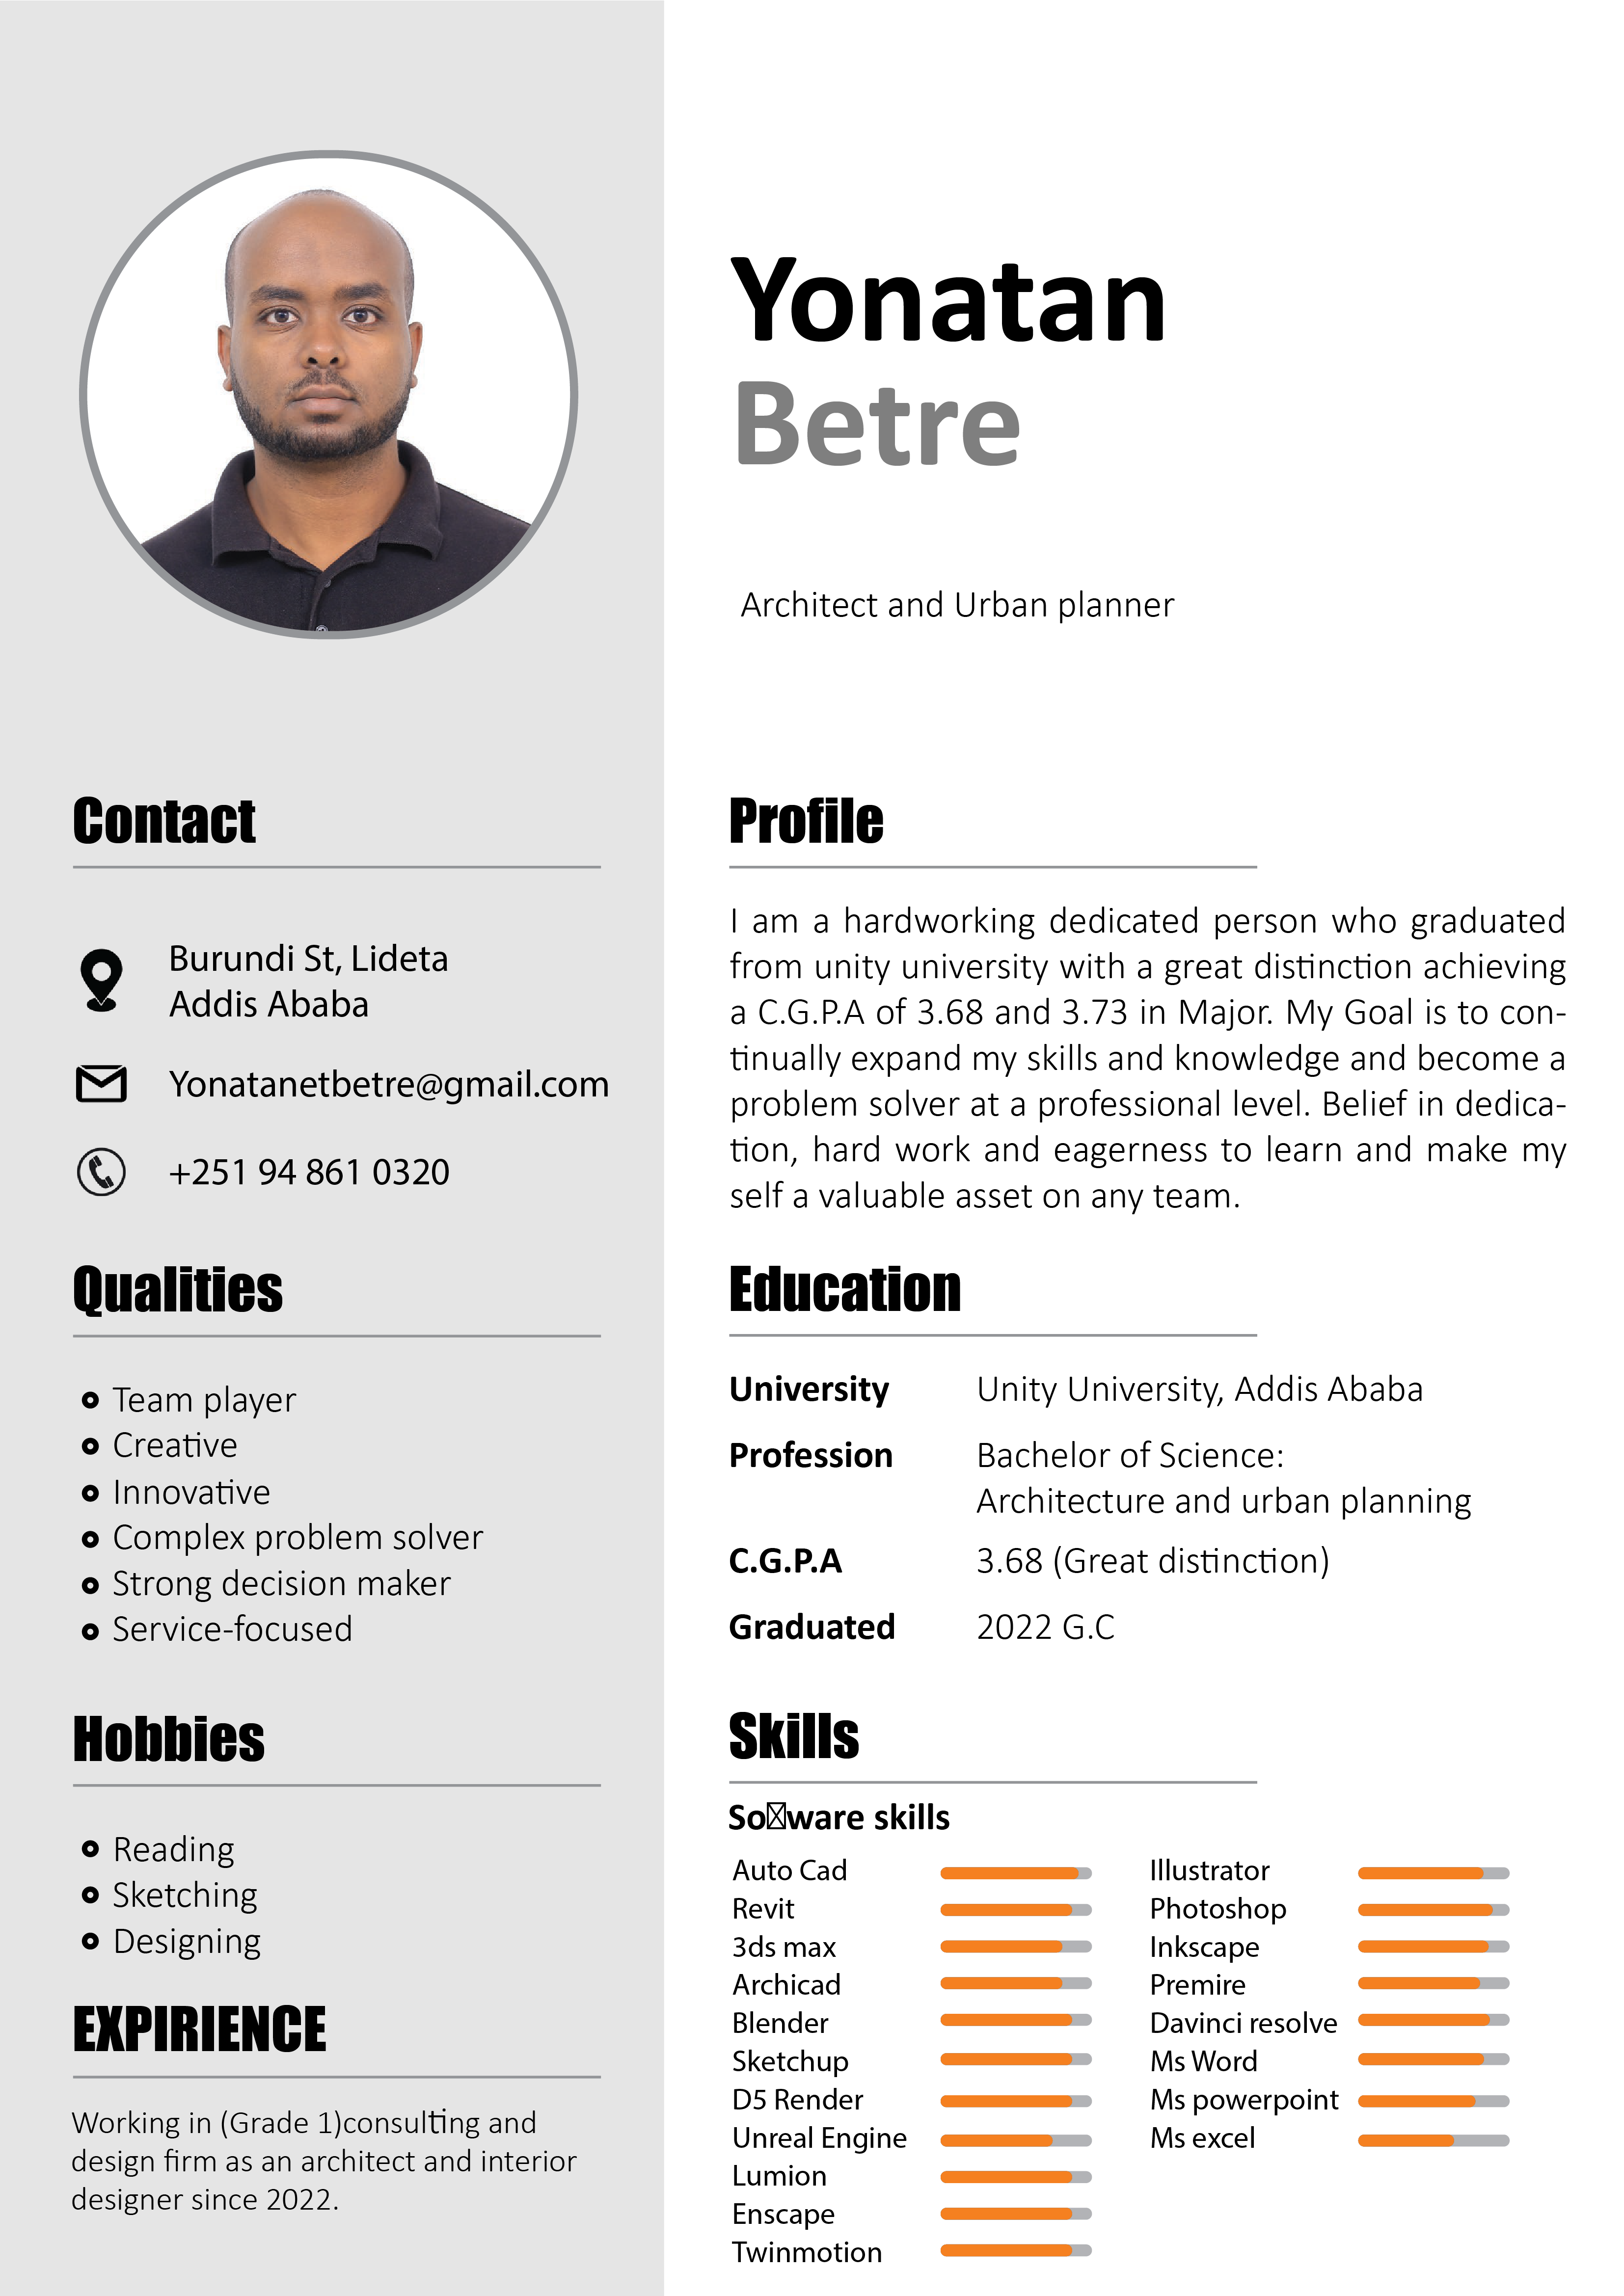 Yonatan
Betre
Architect and Urban planner
Contact
Burundi St, Lideta
Addis Ababa
Yonatanetbetre@gmail.com
+251 94 861 0320
Qualities
Team player
Creative
Innovative
Complex problem solver
Strong decision maker
Service-focused
Hobbies
Reading
Sketching
Designing
EXPIRIENCE
Working in (Grade 1)consulting and
design firm as an architect and interior
designer since 2022.
Profile
I am a hardworking dedicated person who graduated
from unity university with a great distinction achieving
a C.G.P.A of 3.68 and 3.73 in Major. My Goal is to con-
tinually expand my skills and knowledge and become a
problem solver at a professional level. Belief in dedica-
tion, hard work and eagerness to learn and make my
self a valuable asset on any team.
Education
University Unity University, Addis Ababa
Profession Bachelor of Science:
Architecture and urban planning
C.G.P.A 3.68 (Great distinction)
Graduated 2022 G.C
Skills
So☒ware skills
Auto Cad
Revit
3ds max
Archicad
Blender
Sketchup
D5 Render
Unreal Engine
Lumion
Enscape
Twinmotion
Illustrator
Photoshop
Inkscape
Premire
Davinci resolve
Ms Word
Ms powerpoint
Ms excel